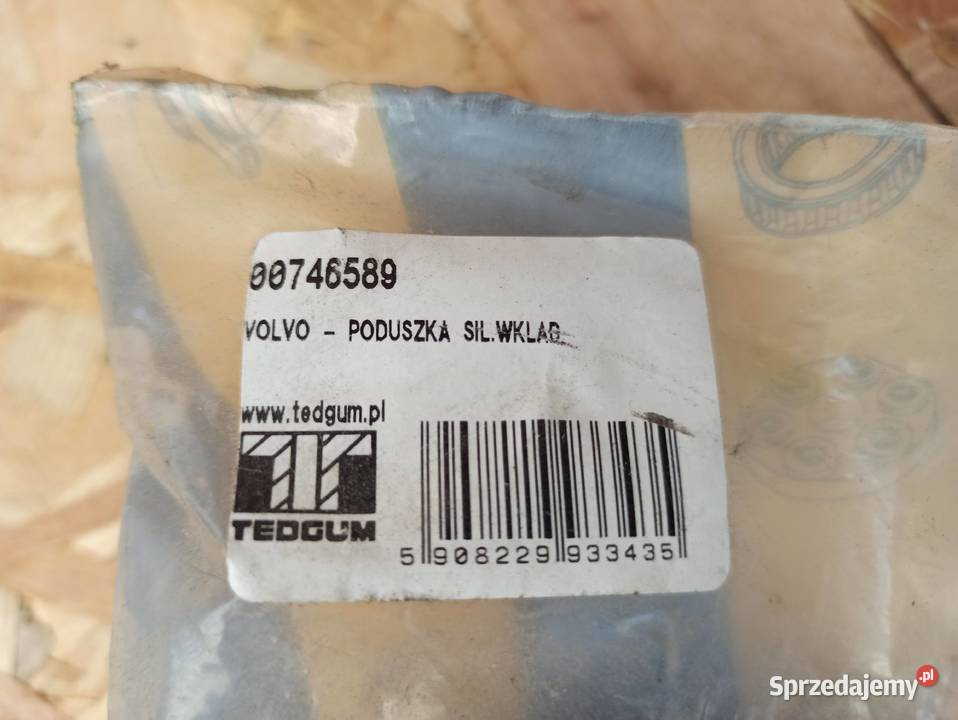 00746589
VOLVO - PODUSZKA SIL.WKLAD
www.tedgum.pl
TEDGUM
5 908229 933435
Sprzedajemy.pl